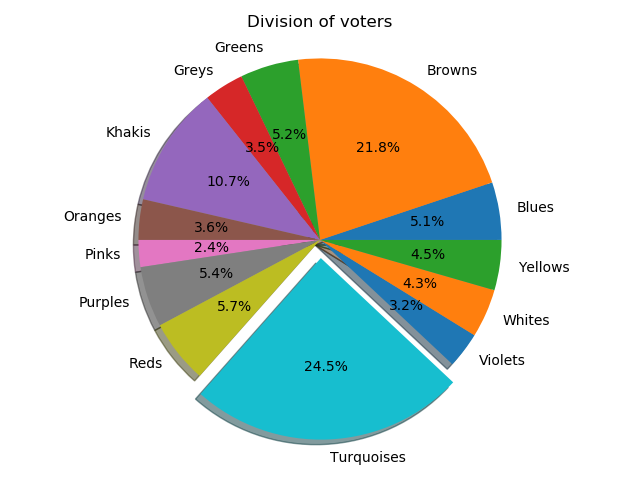 Division of voters
Greens
Greys
Browns
Khakis
5.2%
3.5%
21.8%
10.7%
Blues
Oranges
3.6%
5.1%
Pinks
2.4%
4.5%
Yellows
Purples
5.4%
4.3%
5.7%
3.2%
Whites
Reds
Violets
24.5%
Turquoises